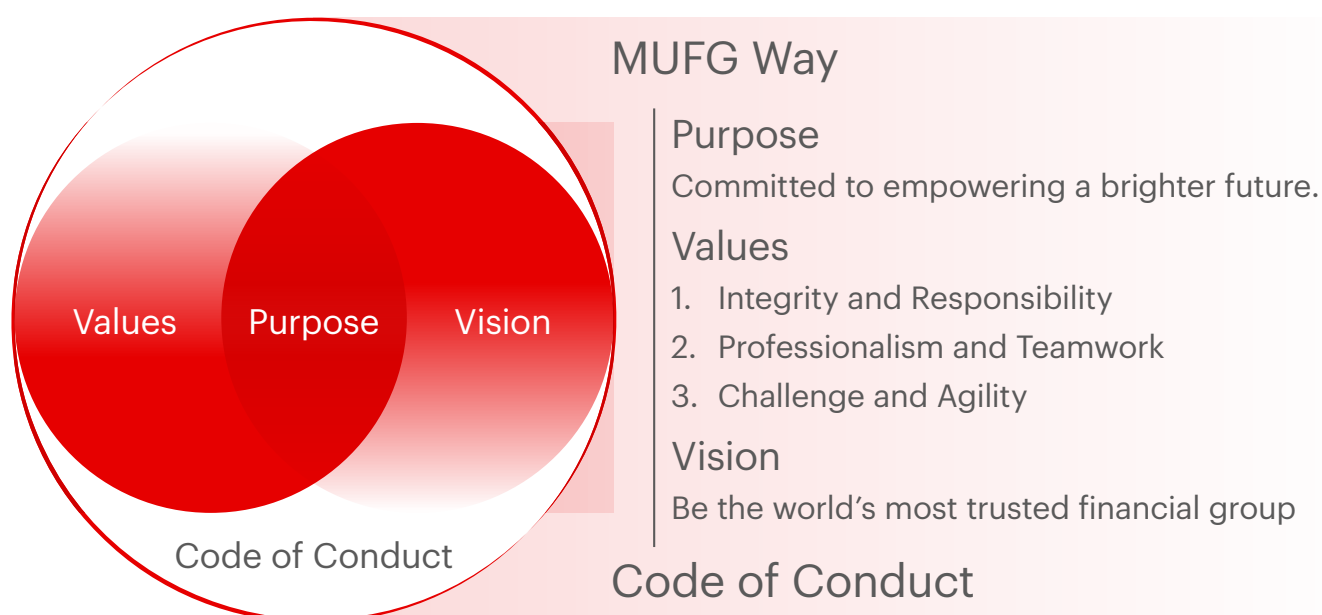 Values
Purpose
Vision
Code of Conduct
MUFG Way
Purpose
Committed to empowering a brighter future.
Values
1. Integrity and Responsibility
2. Professionalism and Teamwork
3. Challenge and Agility
Vision
Be the world’s most trusted financial group
Code of Conduct